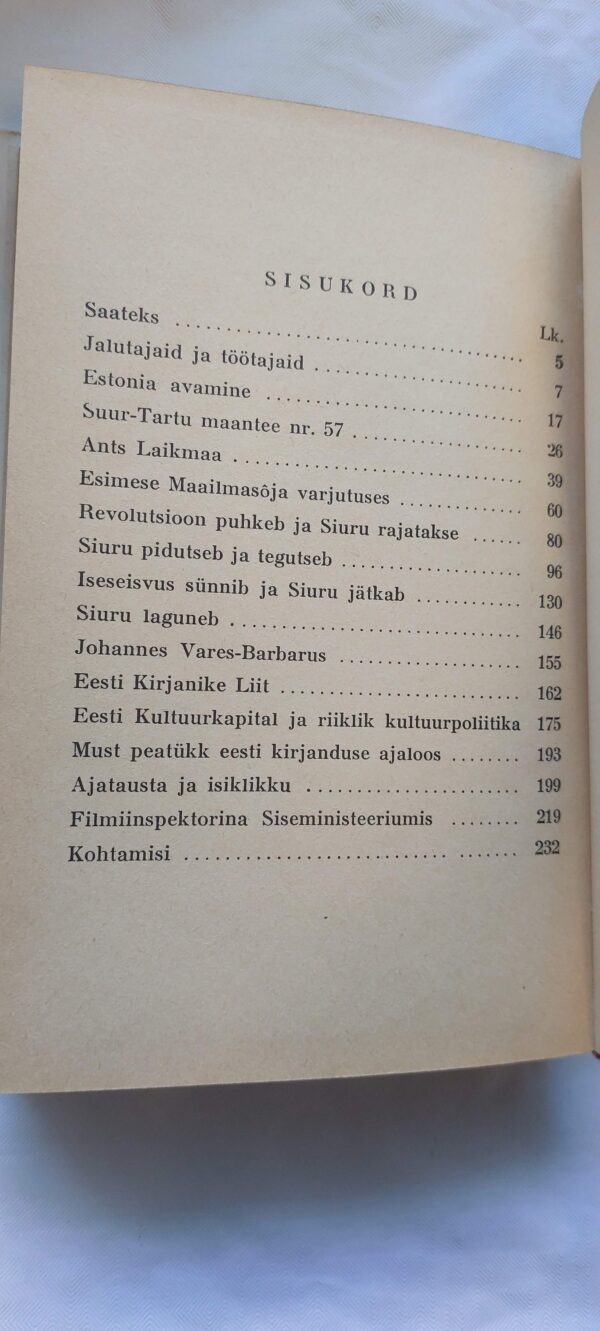 SISUKORD
Lk.
Saateks .......... 5
Jalutajaid ja töötajaid .......... 7
Estonia avamine .......... 17
Suur-Tartu maantee nr. 57 .......... 26
Ants Laikmaa .......... 39
Esimese Maailmasôja varjutuses .......... 60
Revolutsioon puhkeb ja Siuru rajatakse ...... 80
Siuru pidutseb ja tegutseb .......... 96
Iseseisvus sünnib ja Siuru jätkab .......... 130
Siuru laguneb .......... 146
Johannes Vares-Barbarus .......... 155
Eesti Kirjanike Liit .......... 162
Eesti Kultuurkapital ja riiklik kultuurpoliitika 175
Must peatükk eesti kirjanduse ajaloos ........ 193
Ajatausta ja isiklikku .......... 199
Filmiinspektorina Siseministeeriumis ........ 219
Kohtamisi .......... 232